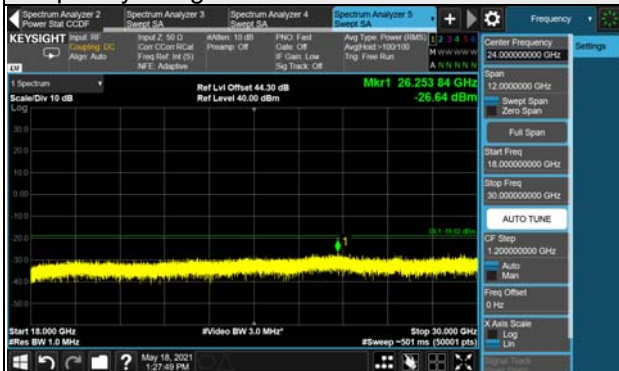 Spectrum Analyzer 2
Power Stat CCDF
Spectrum Analyzer 3
Swept SA
Spectrum Analyzer 4
Swept SA
Spectrum Analyzer 5
Swept SA
Frequency
KEYSIGHT
Input: RF
Coupling: DC
Align: Auto
Input Z: 50 Ω
Corr CCorr RCal
Freq Ref: Int (S)
NFE: Adaptive
#Atten: 10 dB
Preamp: Off
PNO: Fast
Gate: Off
IF Gain: Low
Sig Track: Off
Avg Type: Power (RMS)
Avg|Hold:>100/100
Trig: Free Run
1 2 3 4 5 6
M W W W W W
A N N N N N
Settings
Center Frequency
24.000000000 GHz
Span
12.0000000 GHz
Swept Span
Zero Span
Full Span
Start Freq
18.000000000 GHz
Stop Freq
30.000000000 GHz
AUTO TUNE
CF Step
1.200000000 GHz
Auto
Man
Freq Offset
0 Hz
X Axis Scale
Log
Lin
Signal Track
1 Spectrum
Scale/Div 10 dB
Log
Ref Lvl Offset 44.30 dB
Ref Level 40.00 dBm
Mkr1 26.253 84 GHz
-26.64 dBm
30.0
20.0
10.0
0.00
-10.0
-20.0
-30.0
-40.0
-50.0
1
Start 18.000 GHz
#Res BW 1.0 MHz
#Video BW 3.0 MHz*
Stop 30.000 GHz
#Sweep ~501 ms (50001 pts)
May 18, 2021
1:27:49 PM